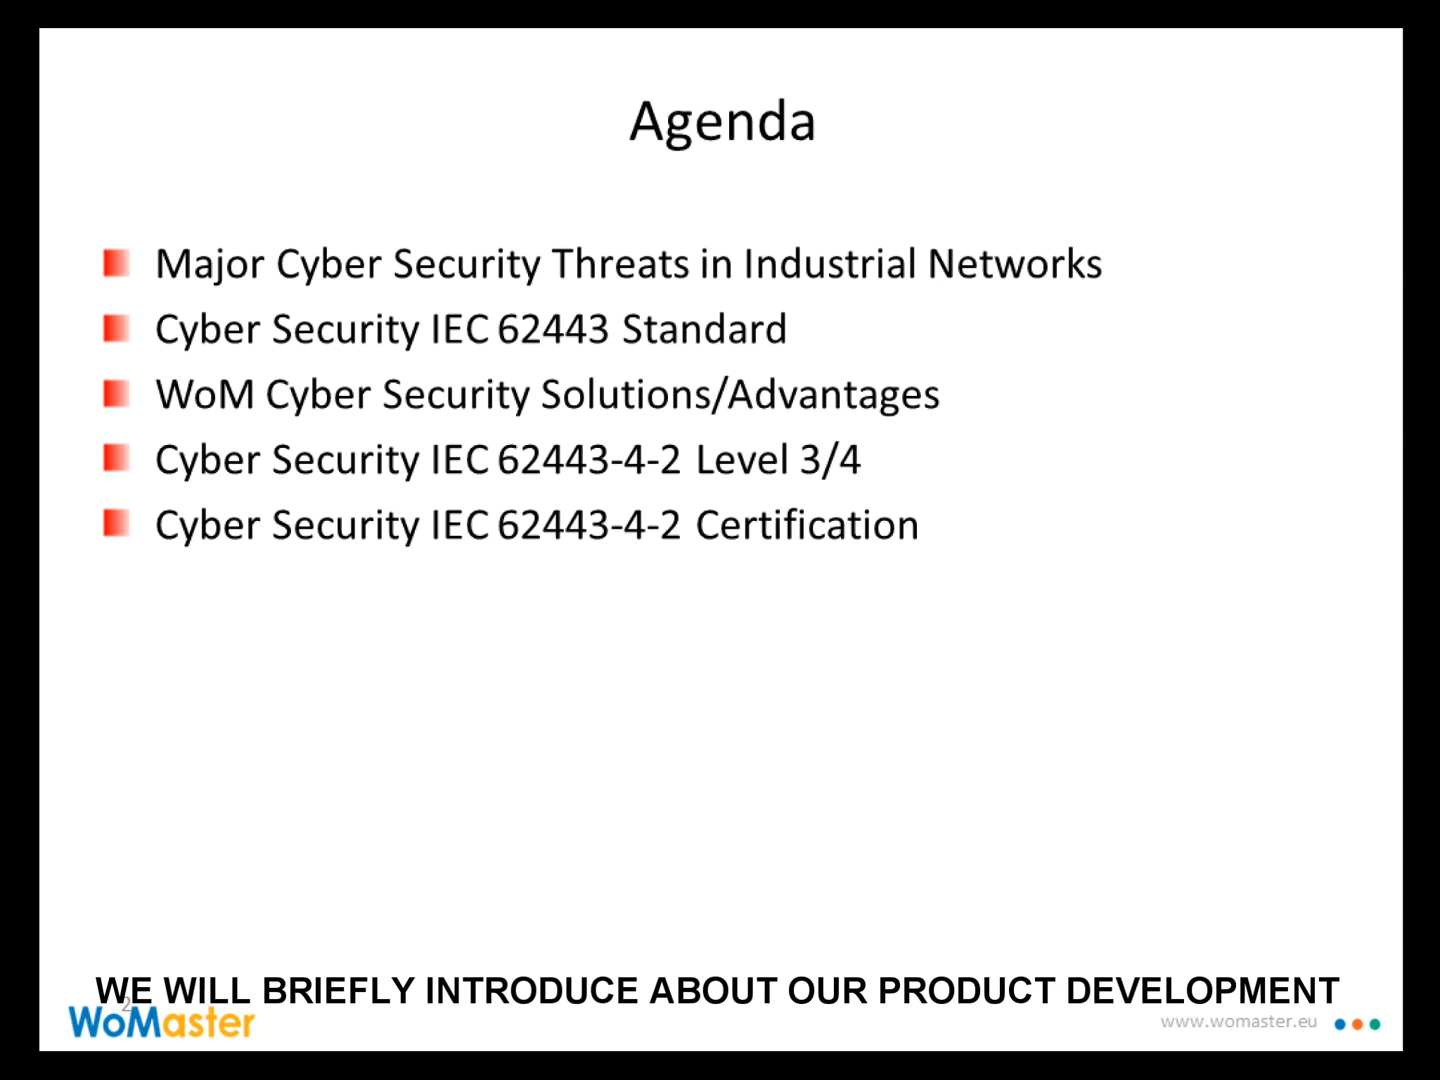 Agenda
Major Cyber Security Threats in Industrial Networks
Cyber Security IEC 62443 Standard
WoM Cyber Security Solutions/Advantages
Cyber Security IEC 62443-4-2 Level 3/4
Cyber Security IEC 62443-4-2 Certification
WE WILL BRIEFLY INTRODUCE ABOUT OUR PRODUCT DEVELOPMENT
2
WoMaster
www.womaster.eu